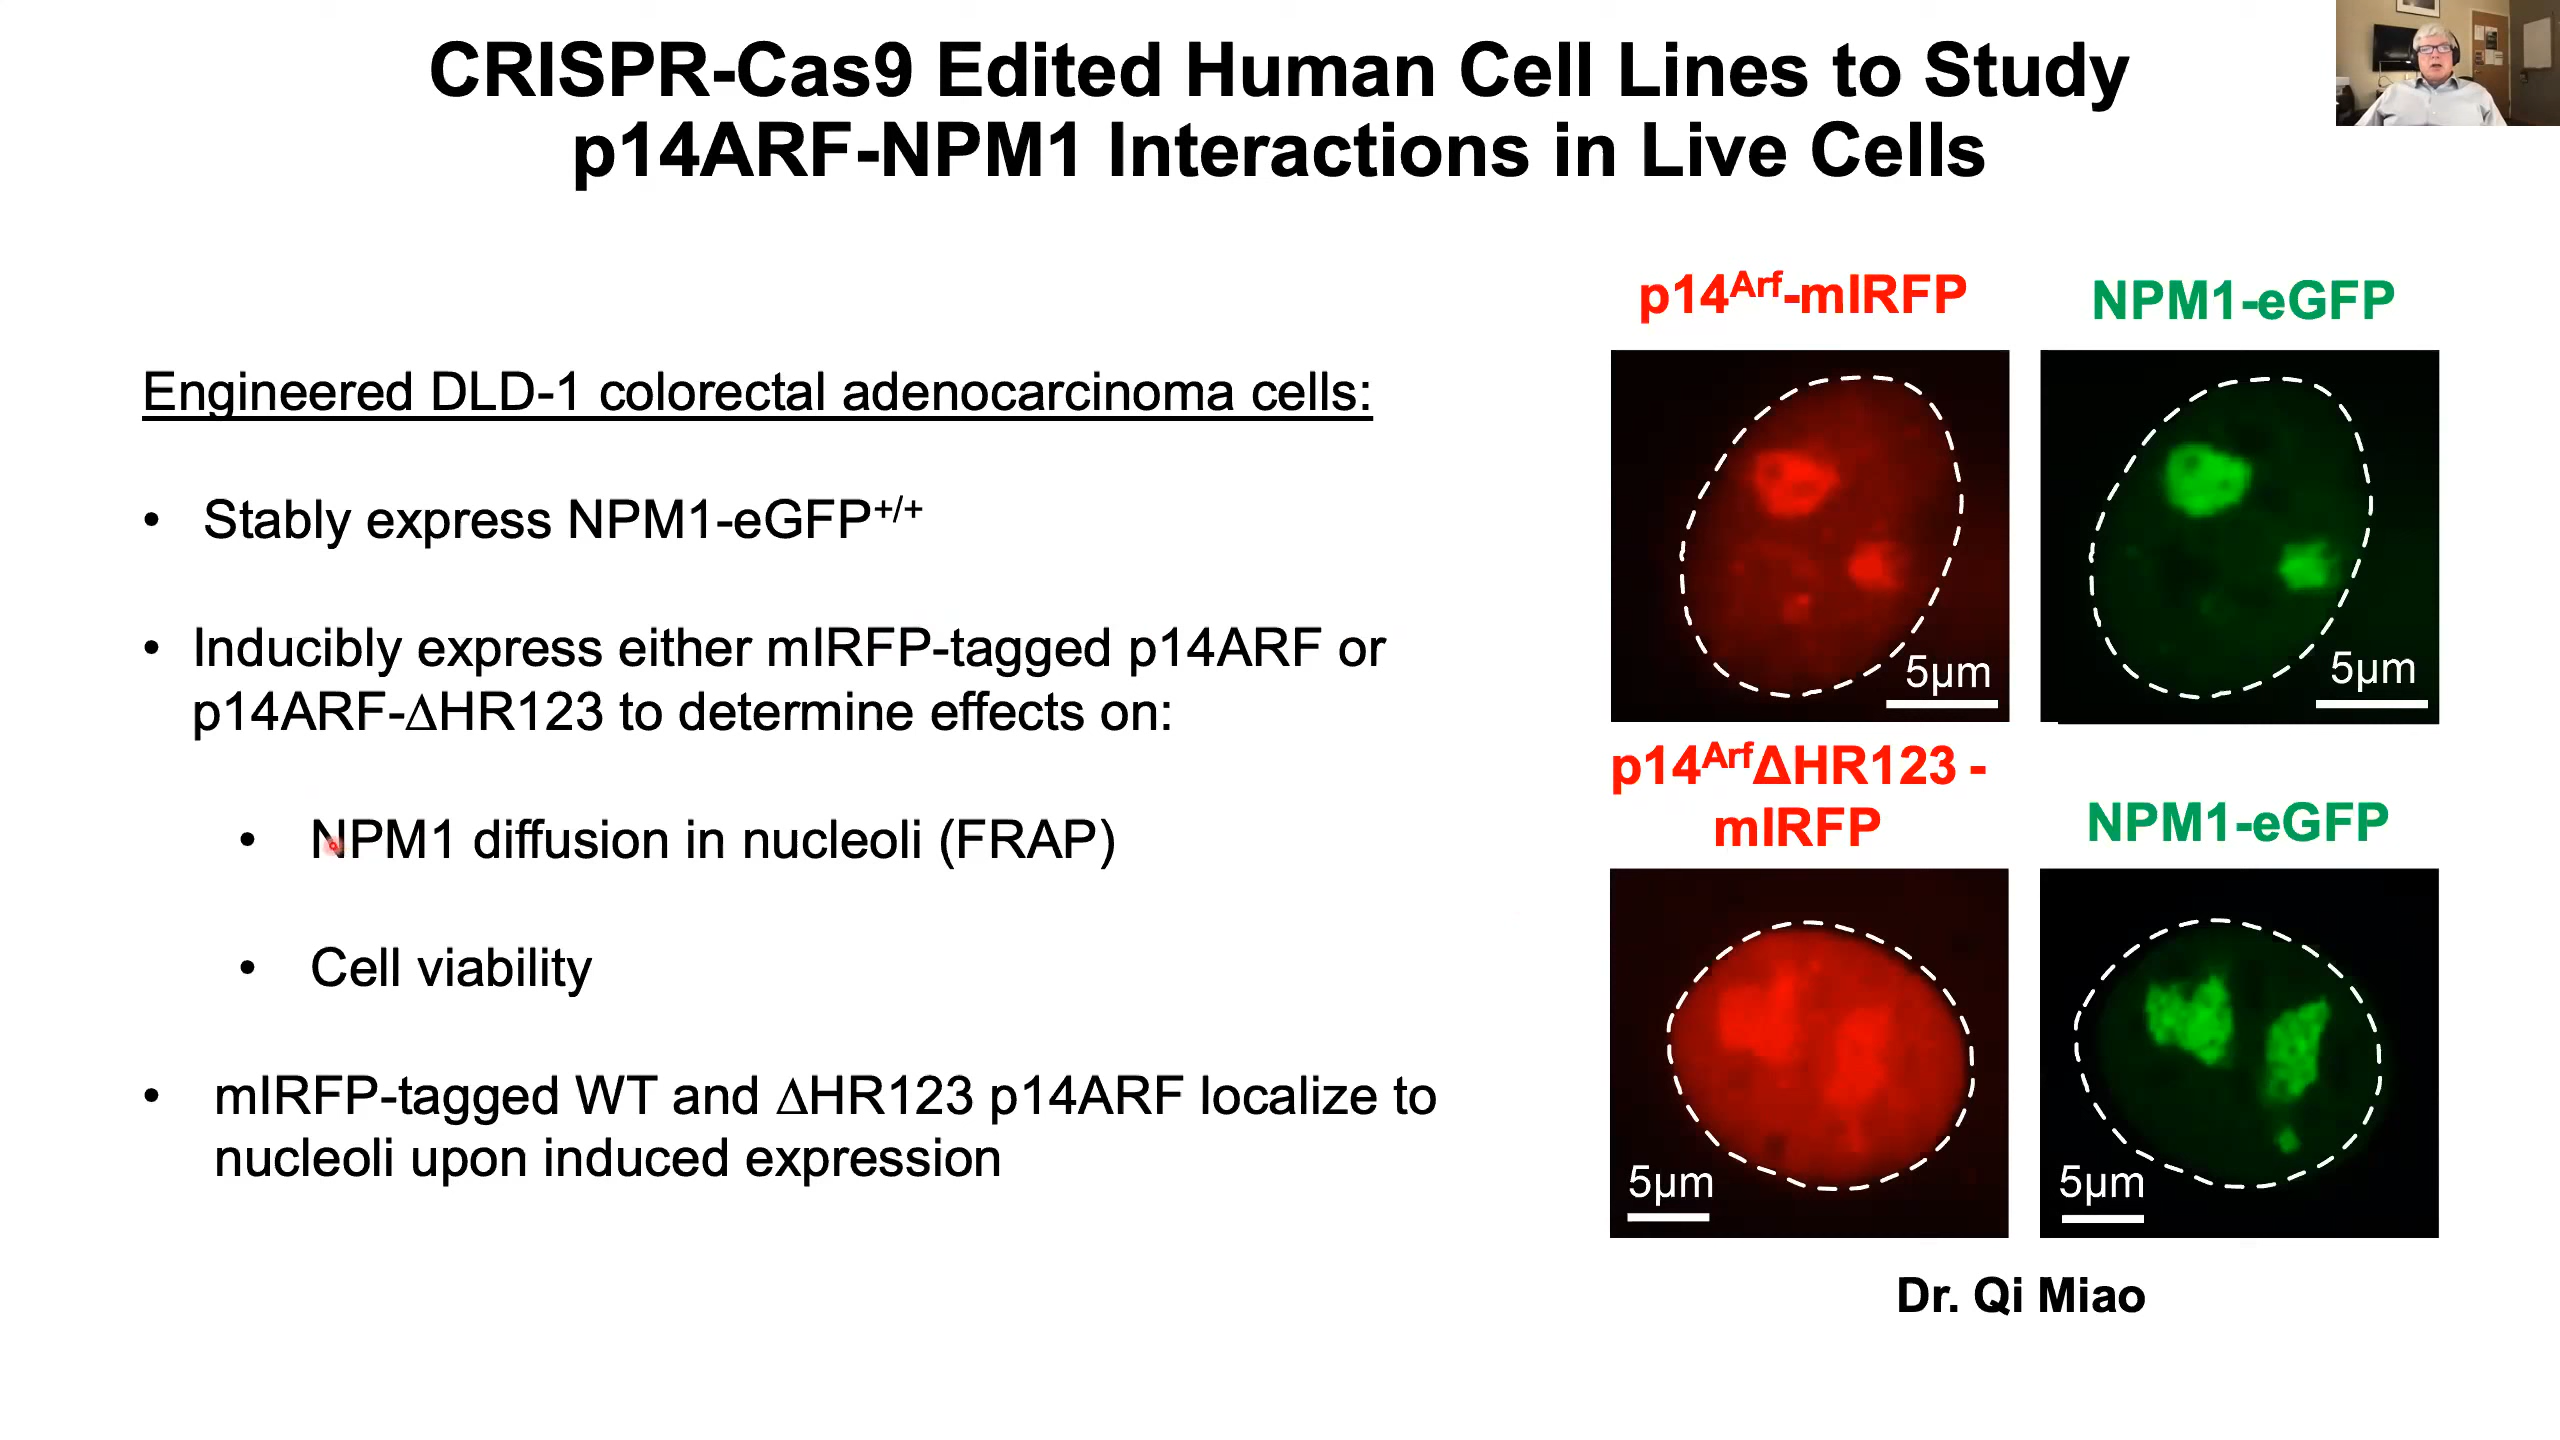 CRISPR-Cas9 Edited Human Cell Lines to Study
p14ARF-NPM1 Interactions in Live Cells
Engineered DLD-1 colorectal adenocarcinoma cells:
• Stably express NPM1-eGFP+/+
• Inducibly express either mIRFP-tagged p14ARF or
p14ARF-ΔHR123 to determine effects on:
• NPM1 diffusion in nucleoli (FRAP)
• Cell viability
• mIRFP-tagged WT and ΔHR123 p14ARF localize to
nucleoli upon induced expression
p14Arf-mIRFP
NPM1-eGFP
5µm
5µm
p14ArfΔHR123 -
mIRFP
NPM1-eGFP
5µm
5µm
Dr. Qi Miao